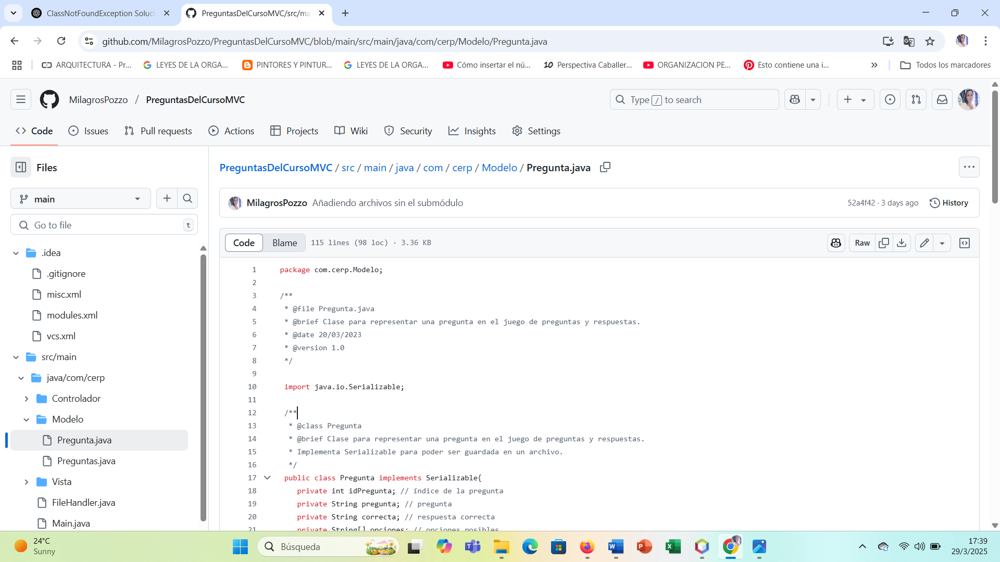 ClassNotFoundException Soluci
PreguntasDelCursoMVC/src/ma
github.com/MilagrosPozzo/PreguntasDelCursoMVC/blob/main/src/main/java/com/cerp/Modelo/Pregunta.java
ARQUITECTURA - Pr...
LEYES DE LA ORGA...
PINTORES Y PINTUR...
LEYES DE LA ORGA...
Cómo insertar el nú...
Perspectiva Caballer...
ORGANIZACION PE...
Esto contiene una i...
Todos los marcadores
MilagrosPozzo / PreguntasDelCursoMVC
Type / to search
Code
Issues
Pull requests
Actions
Projects
Wiki
Security
Insights
Settings
Files
main
Go to file
t
.idea
.gitignore
misc.xml
modules.xml
vcs.xml
src/main
java/com/cerp
Controlador
Modelo
Pregunta.java
Preguntas.java
Vista
FileHandler.java
Main.java
PreguntasDelCursoMVC / src / main / java / com / cerp / Modelo / Pregunta.java
MilagrosPozzo Añadiendo archivos sin el submódulo
52a4f42 · 3 days ago
History
Code
Blame
115 lines (98 loc) · 3.36 KB
Raw
1 package com.cerp.Modelo;
2
3 /**
4 * @file Pregunta.java
5 * @brief Clase para representar una pregunta en el juego de preguntas y respuestas.
6 * @date 20/03/2023
7 * @version 1.0
8 */
9
10 import java.io.Serializable;
11
12 /**
13 * @class Pregunta
14 * @brief Clase para representar una pregunta en el juego de preguntas y respuestas.
15 * Implementa Serializable para poder ser guardada en un archivo.
16 */
17 public class Pregunta implements Serializable{
18 private int idPregunta; // índice de la pregunta
19 private String pregunta; // pregunta
20 private String correcta; // respuesta correcta
21 private String[] opciones; // opciones posibles
24°C
Sunny
Búsqueda
17:39
29/3/2025